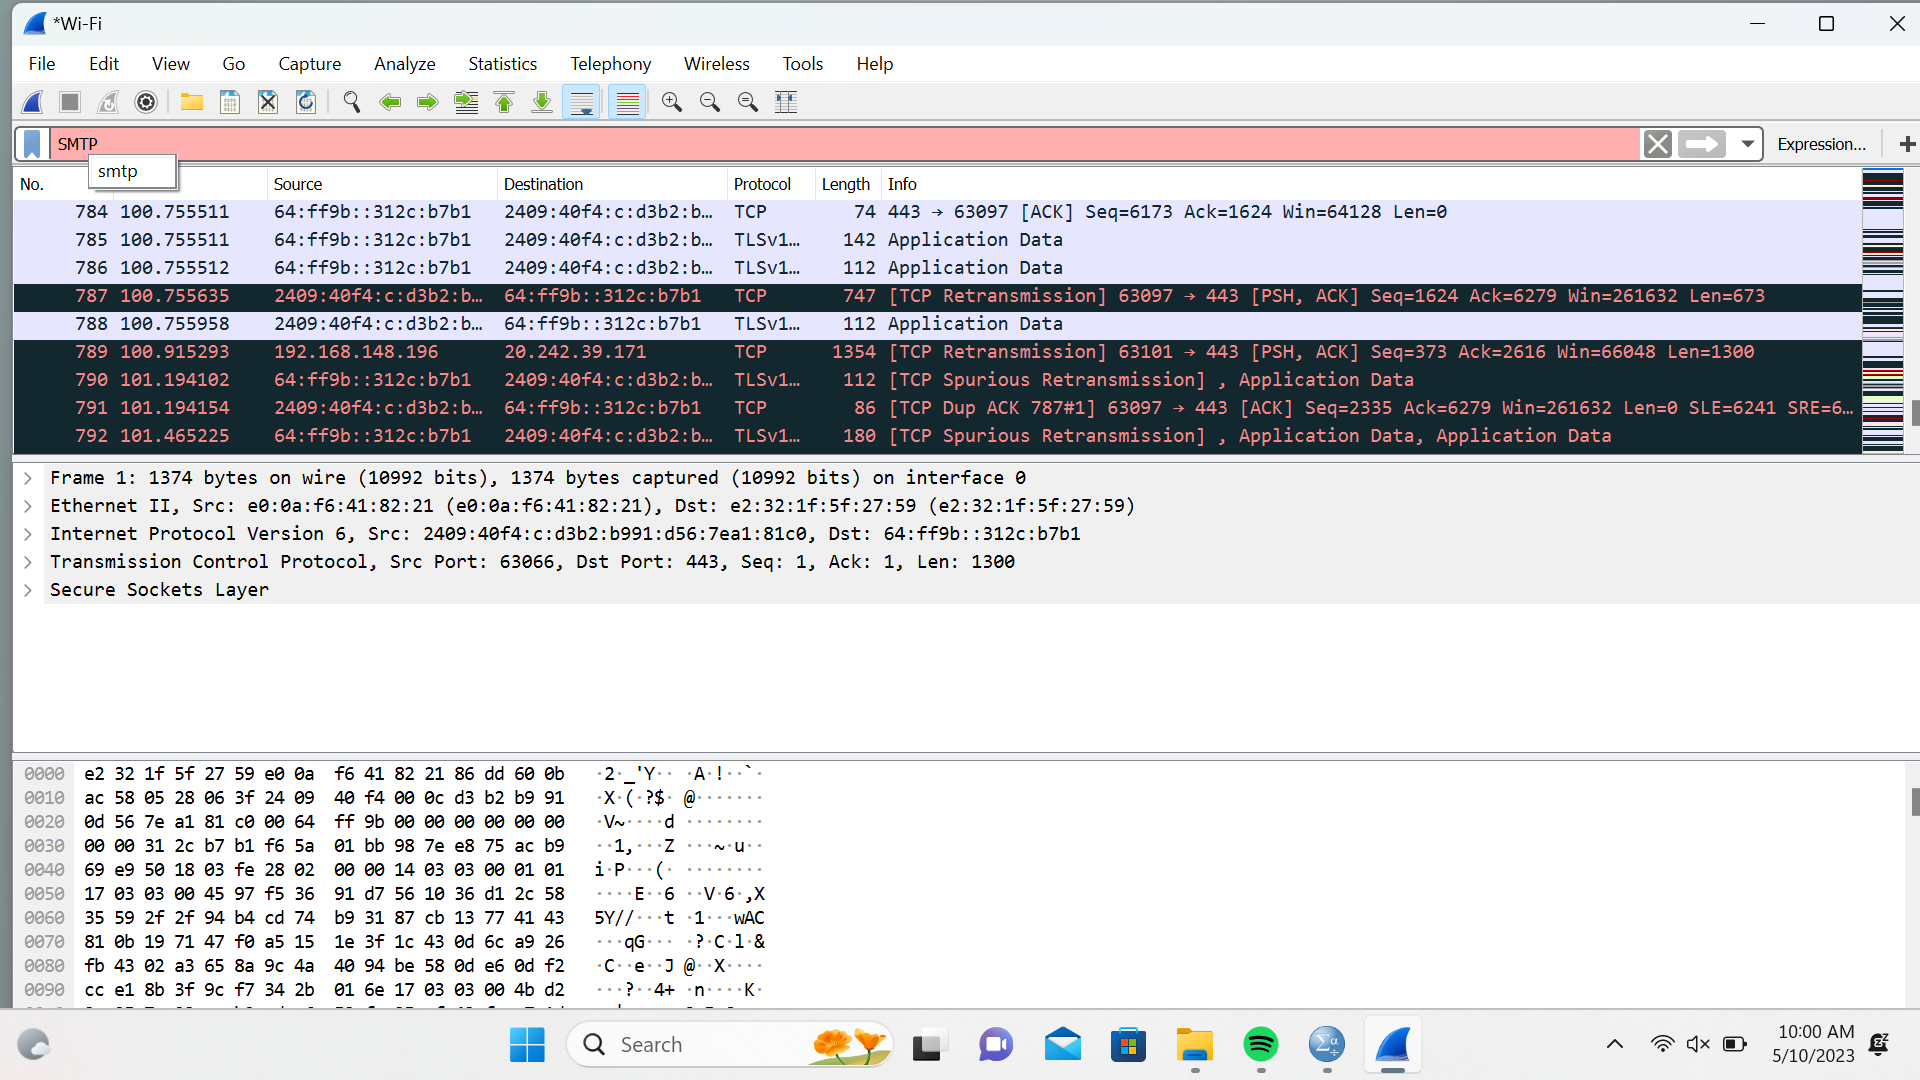 *Wi-Fi
File Edit View Go Capture Analyze Statistics Telephony Wireless Tools Help
SMTP Expression... +
smtp
No. Source Destination Protocol Length Info
784 100.755511 64:ff9b::312c:b7b1 2409:40f4:c:d3b2:b… TCP 74 443 → 63097 [ACK] Seq=6173 Ack=1624 Win=64128 Len=0
785 100.755511 64:ff9b::312c:b7b1 2409:40f4:c:d3b2:b… TLSv1… 142 Application Data
786 100.755512 64:ff9b::312c:b7b1 2409:40f4:c:d3b2:b… TLSv1… 112 Application Data
787 100.755635 2409:40f4:c:d3b2:b… 64:ff9b::312c:b7b1 TCP 747 [TCP Retransmission] 63097 → 443 [PSH, ACK] Seq=1624 Ack=6279 Win=261632 Len=673
788 100.755958 2409:40f4:c:d3b2:b… 64:ff9b::312c:b7b1 TLSv1… 112 Application Data
789 100.915293 192.168.148.196 20.242.39.171 TCP 1354 [TCP Retransmission] 63101 → 443 [PSH, ACK] Seq=373 Ack=2616 Win=66048 Len=1300
790 101.194102 64:ff9b::312c:b7b1 2409:40f4:c:d3b2:b… TLSv1… 112 [TCP Spurious Retransmission] , Application Data
791 101.194154 2409:40f4:c:d3b2:b… 64:ff9b::312c:b7b1 TCP 86 [TCP Dup ACK 787#1] 63097 → 443 [ACK] Seq=2335 Ack=6279 Win=261632 Len=0 SLE=6241 SRE=6…
792 101.465225 64:ff9b::312c:b7b1 2409:40f4:c:d3b2:b… TLSv1… 180 [TCP Spurious Retransmission] , Application Data, Application Data
Frame 1: 1374 bytes on wire (10992 bits), 1374 bytes captured (10992 bits) on interface 0
Ethernet II, Src: e0:0a:f6:41:82:21 (e0:0a:f6:41:82:21), Dst: e2:32:1f:5f:27:59 (e2:32:1f:5f:27:59)
Internet Protocol Version 6, Src: 2409:40f4:c:d3b2:b991:d56:7ea1:81c0, Dst: 64:ff9b::312c:b7b1
Transmission Control Protocol, Src Port: 63066, Dst Port: 443, Seq: 1, Ack: 1, Len: 1300
Secure Sockets Layer
0000 e2 32 1f 5f 27 59 e0 0a f6 41 82 21 86 dd 60 0b ·2·_'Y·· ·A·!··`·
0010 ac 58 05 28 06 3f 24 09 40 f4 00 0c d3 b2 b9 91 ·X·(·?$· @·······
0020 0d 56 7e a1 81 c0 00 64 ff 9b 00 00 00 00 00 00 ·V~····d ········
0030 00 00 31 2c b7 b1 f6 5a 01 bb 98 7e e8 75 ac b9 ··1,···Z ···~·u··
0040 69 e9 50 18 03 fe 28 02 00 00 14 03 03 00 01 01 i·P···(· ········
0050 17 03 03 00 45 97 f5 36 91 d7 56 10 36 d1 2c 58 ····E··6 ··V·6·,X
0060 35 59 2f 2f 94 b4 cd 74 b9 31 87 cb 13 77 41 43 5Y//···t ·1···wAC
0070 81 0b 19 71 47 f0 a5 15 1e 3f 1c 43 0d 6c a9 26 ···qG··· ·?·C·l·&
0080 fb 43 02 a3 65 8a 9c 4a 40 94 be 58 0d e6 0d f2 ·C··e··J @··X····
0090 cc e1 8b 3f 9c f7 34 2b 01 6e 17 03 03 00 4b d2 ···?··4+ ·n····K·
Search
10:00 AM
5/10/2023